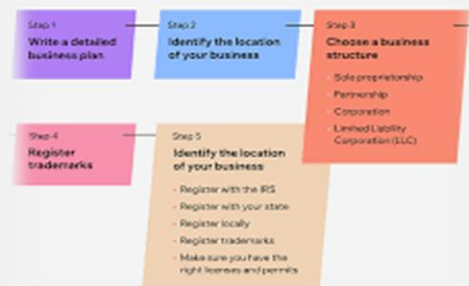 Step 1
Write a detailed
business plan
Step 2
Identify the location
of your business
Step 3
Choose a business
structure
- Sole proprietorship
- Partnership
- Corporation
- Limited Liability
Corporation (LLC)
Step 4
Register
trademarks
Step 5
Identify the location
of your business
- Register with the IRS
- Register with your state
- Register locally
- Register trademarks
- Make sure you have the
right licenses and permits